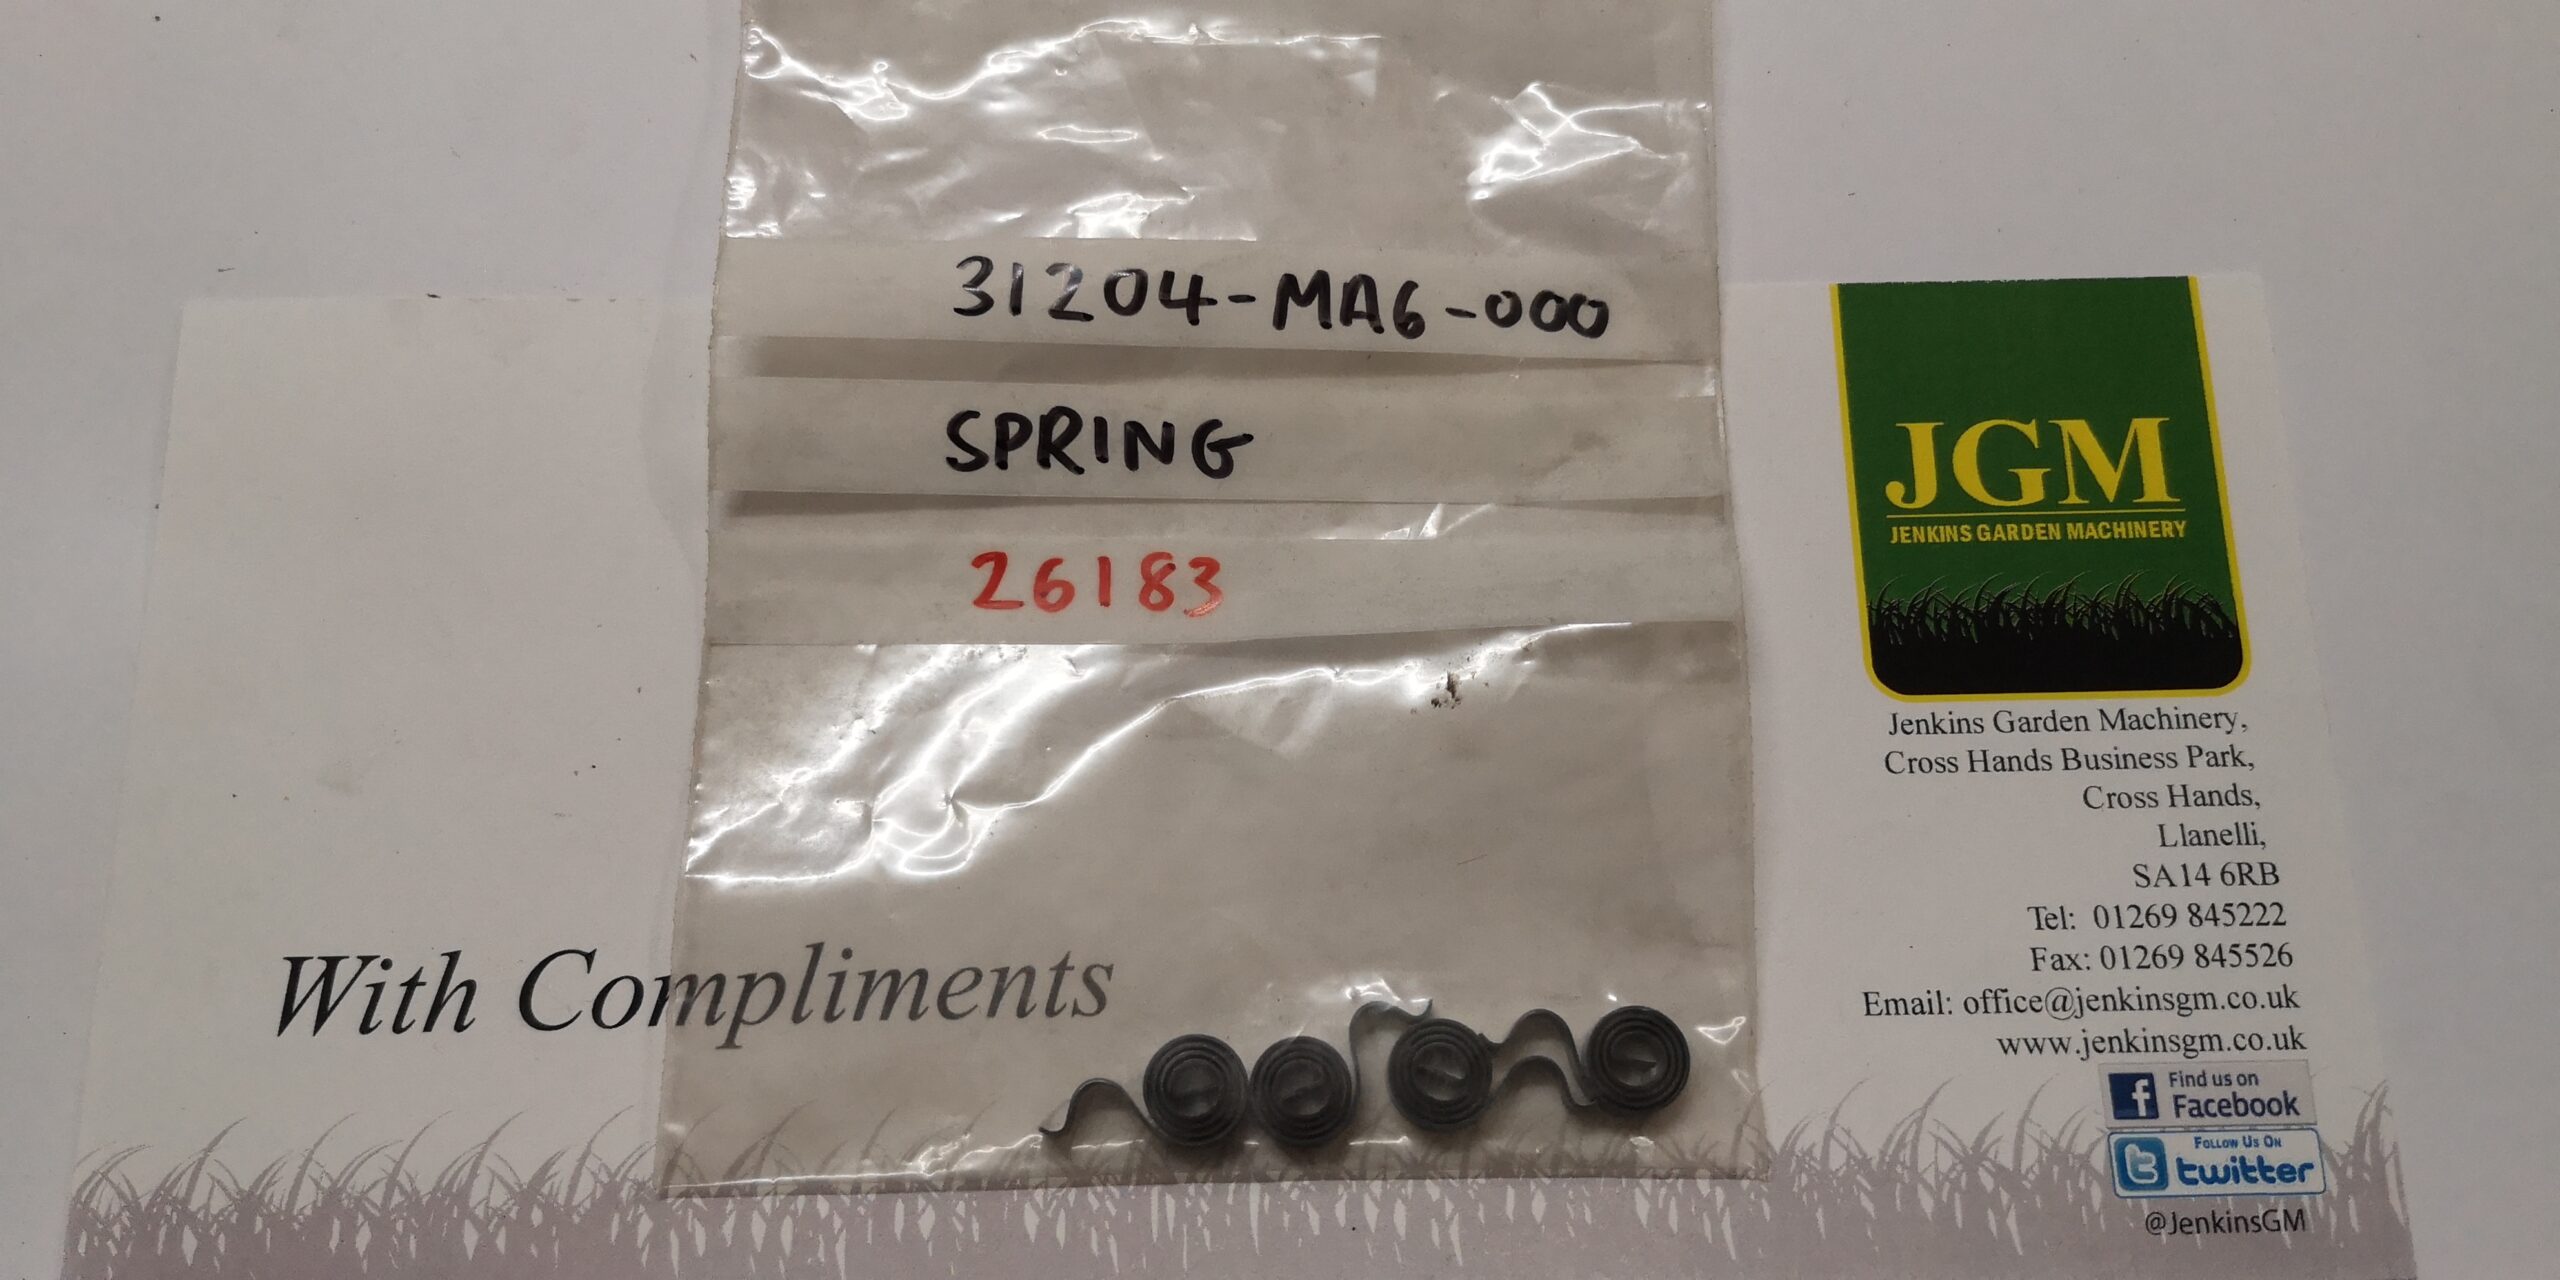 31204-MA6-000
SPRING
26183
With Compliments
JGM
JENKINS GARDEN MACHINERY
Jenkins Garden Machinery,
Cross Hands Business Park,
Cross Hands,
Llanelli,
SA14 6RB
Tel: 01269 845222
Fax: 01269 845526
Email: office@jenkinsgm.co.uk
www.jenkinsgm.co.uk
f
Find us on
Facebook
t
Follow Us On
twitter
@JenkinsGM